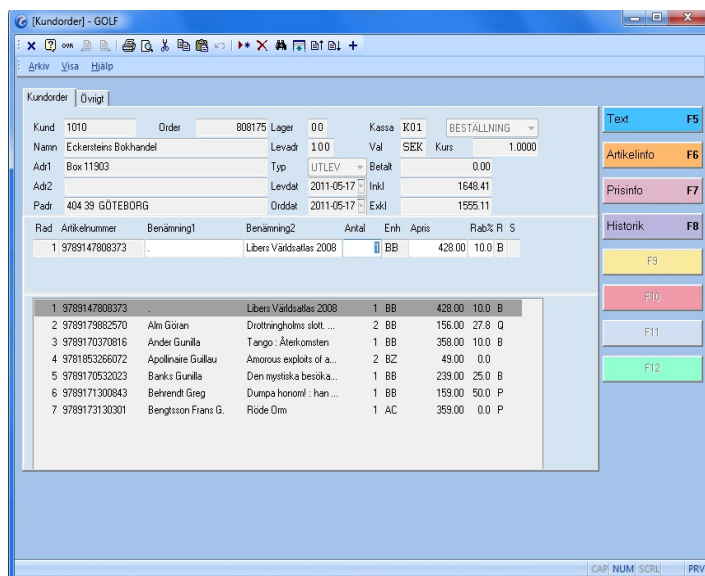 [Kundorder] - GOLF
OVR
Arkiv Visa Hjälp
Kundorder Övrigt
Kund 1010 Order 808175 Lager 00 Kassa K01 BESTÄLLNING
Namn Eckersteins Bokhandel Levadr 100 Val SEK Kurs 1.0000
Adr1 Box 11903 Typ UTLEV Betalt 0.00
Adr2 Levdat 2011-05-17 Inkl 1648.41
Padr 404 39 GÖTEBORG Orddat 2011-05-17 Exkl 1555.11
Rad Artikelnummer Benämning1 Benämning2 Antal Enh Apris Rab% R S
1 9789147808373 . Libers Världsatlas 2008 1 BB 428.00 10.0 B
1 9789147808373 . Libers Världsatlas 2008 1 BB 428.00 10.0 B
2 9789179882570 Alm Göran Drottningholms slott. ... 2 BB 156.00 27.8 Q
3 9789170370816 Ander Gunilla Tango : Återkomsten 1 BB 358.00 10.0 B
4 9781853266072 Apollinaire Guillau Amorous exploits of a... 2 BZ 49.00 0.0
5 9789170532023 Banks Gunilla Den mystiska besöka... 1 BB 239.00 25.0 B
6 9789171300843 Behrendt Greg Dumpa honom! : han ... 1 BB 159.00 50.0 P
7 9789173130301 Bengtsson Frans G. Röde Orm 1 AC 359.00 0.0 P
Text F5
Artikelinfo F6
Prisinfo F7
Historik F8
F9
F10
F11
F12
CAP NUM SCRL PRV